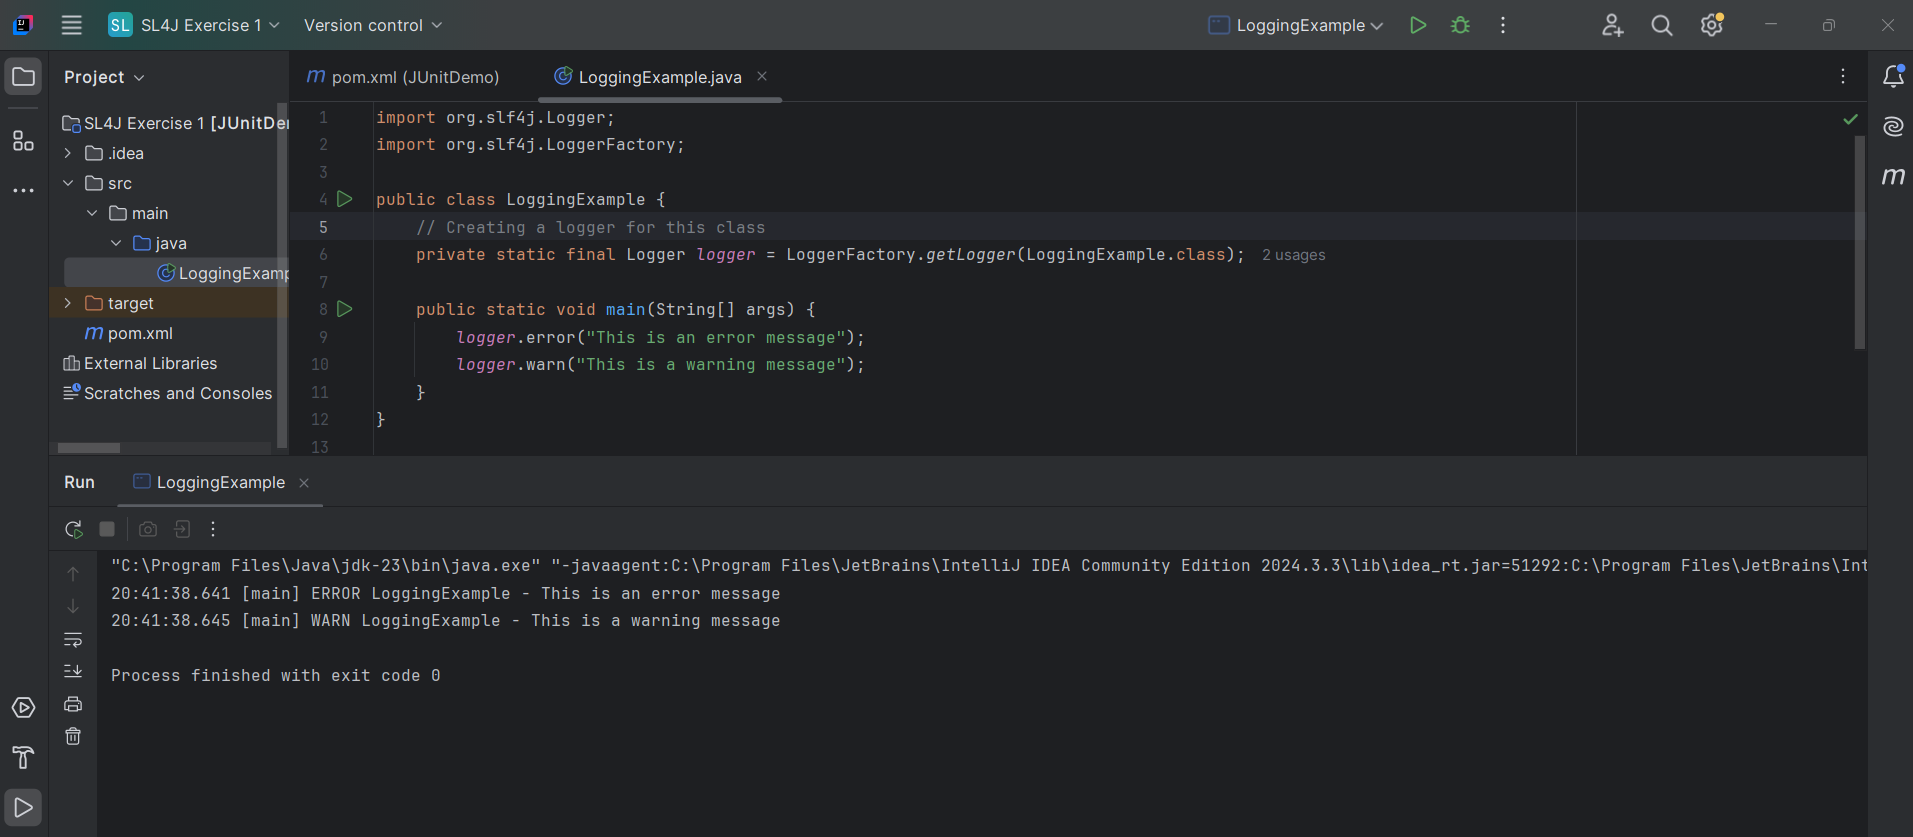 SL SL4J Exercise 1 Version control LoggingExample
Project
pom.xml (JUnitDemo) LoggingExample.java
SL4J Exercise 1 [JUnitDe
.idea
src
main
java
LoggingExamp
target
pom.xml
External Libraries
Scratches and Consoles
1 import org.slf4j.Logger;
2 import org.slf4j.LoggerFactory;
3
4 public class LoggingExample {
5 // Creating a logger for this class
6 private static final Logger logger = LoggerFactory.getLogger(LoggingExample.class); 2 usages
7
8 public static void main(String[] args) {
9 logger.error("This is an error message");
10 logger.warn("This is a warning message");
11 }
12 }
13
Run LoggingExample
"C:\Program Files\Java\jdk-23\bin\java.exe" "-javaagent:C:\Program Files\JetBrains\IntelliJ IDEA Community Edition 2024.3.3\lib\idea_rt.jar=51292:C:\Program Files\JetBrains\Int
20:41:38.641 [main] ERROR LoggingExample - This is an error message
20:41:38.645 [main] WARN LoggingExample - This is a warning message
Process finished with exit code 0